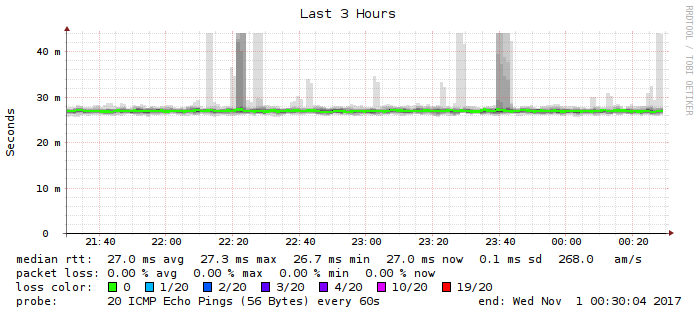 Last 3 Hours
RRDTOOL / TOBI OETIKER
Seconds
40 m
30 m
20 m
10 m
0
21:40 22:00 22:20 22:40 23:00 23:20 23:40 00:00 00:20
median rtt: 27.0 ms avg 27.3 ms max 26.7 ms min 27.0 ms now 0.1 ms sd 268.0 am/s
packet loss: 0.00 % avg 0.00 % max 0.00 % min 0.00 % now
loss color: 0 1/20 2/20 3/20 4/20 10/20 19/20
probe: 20 ICMP Echo Pings (56 Bytes) every 60s end: Wed Nov 1 00:30:04 2017